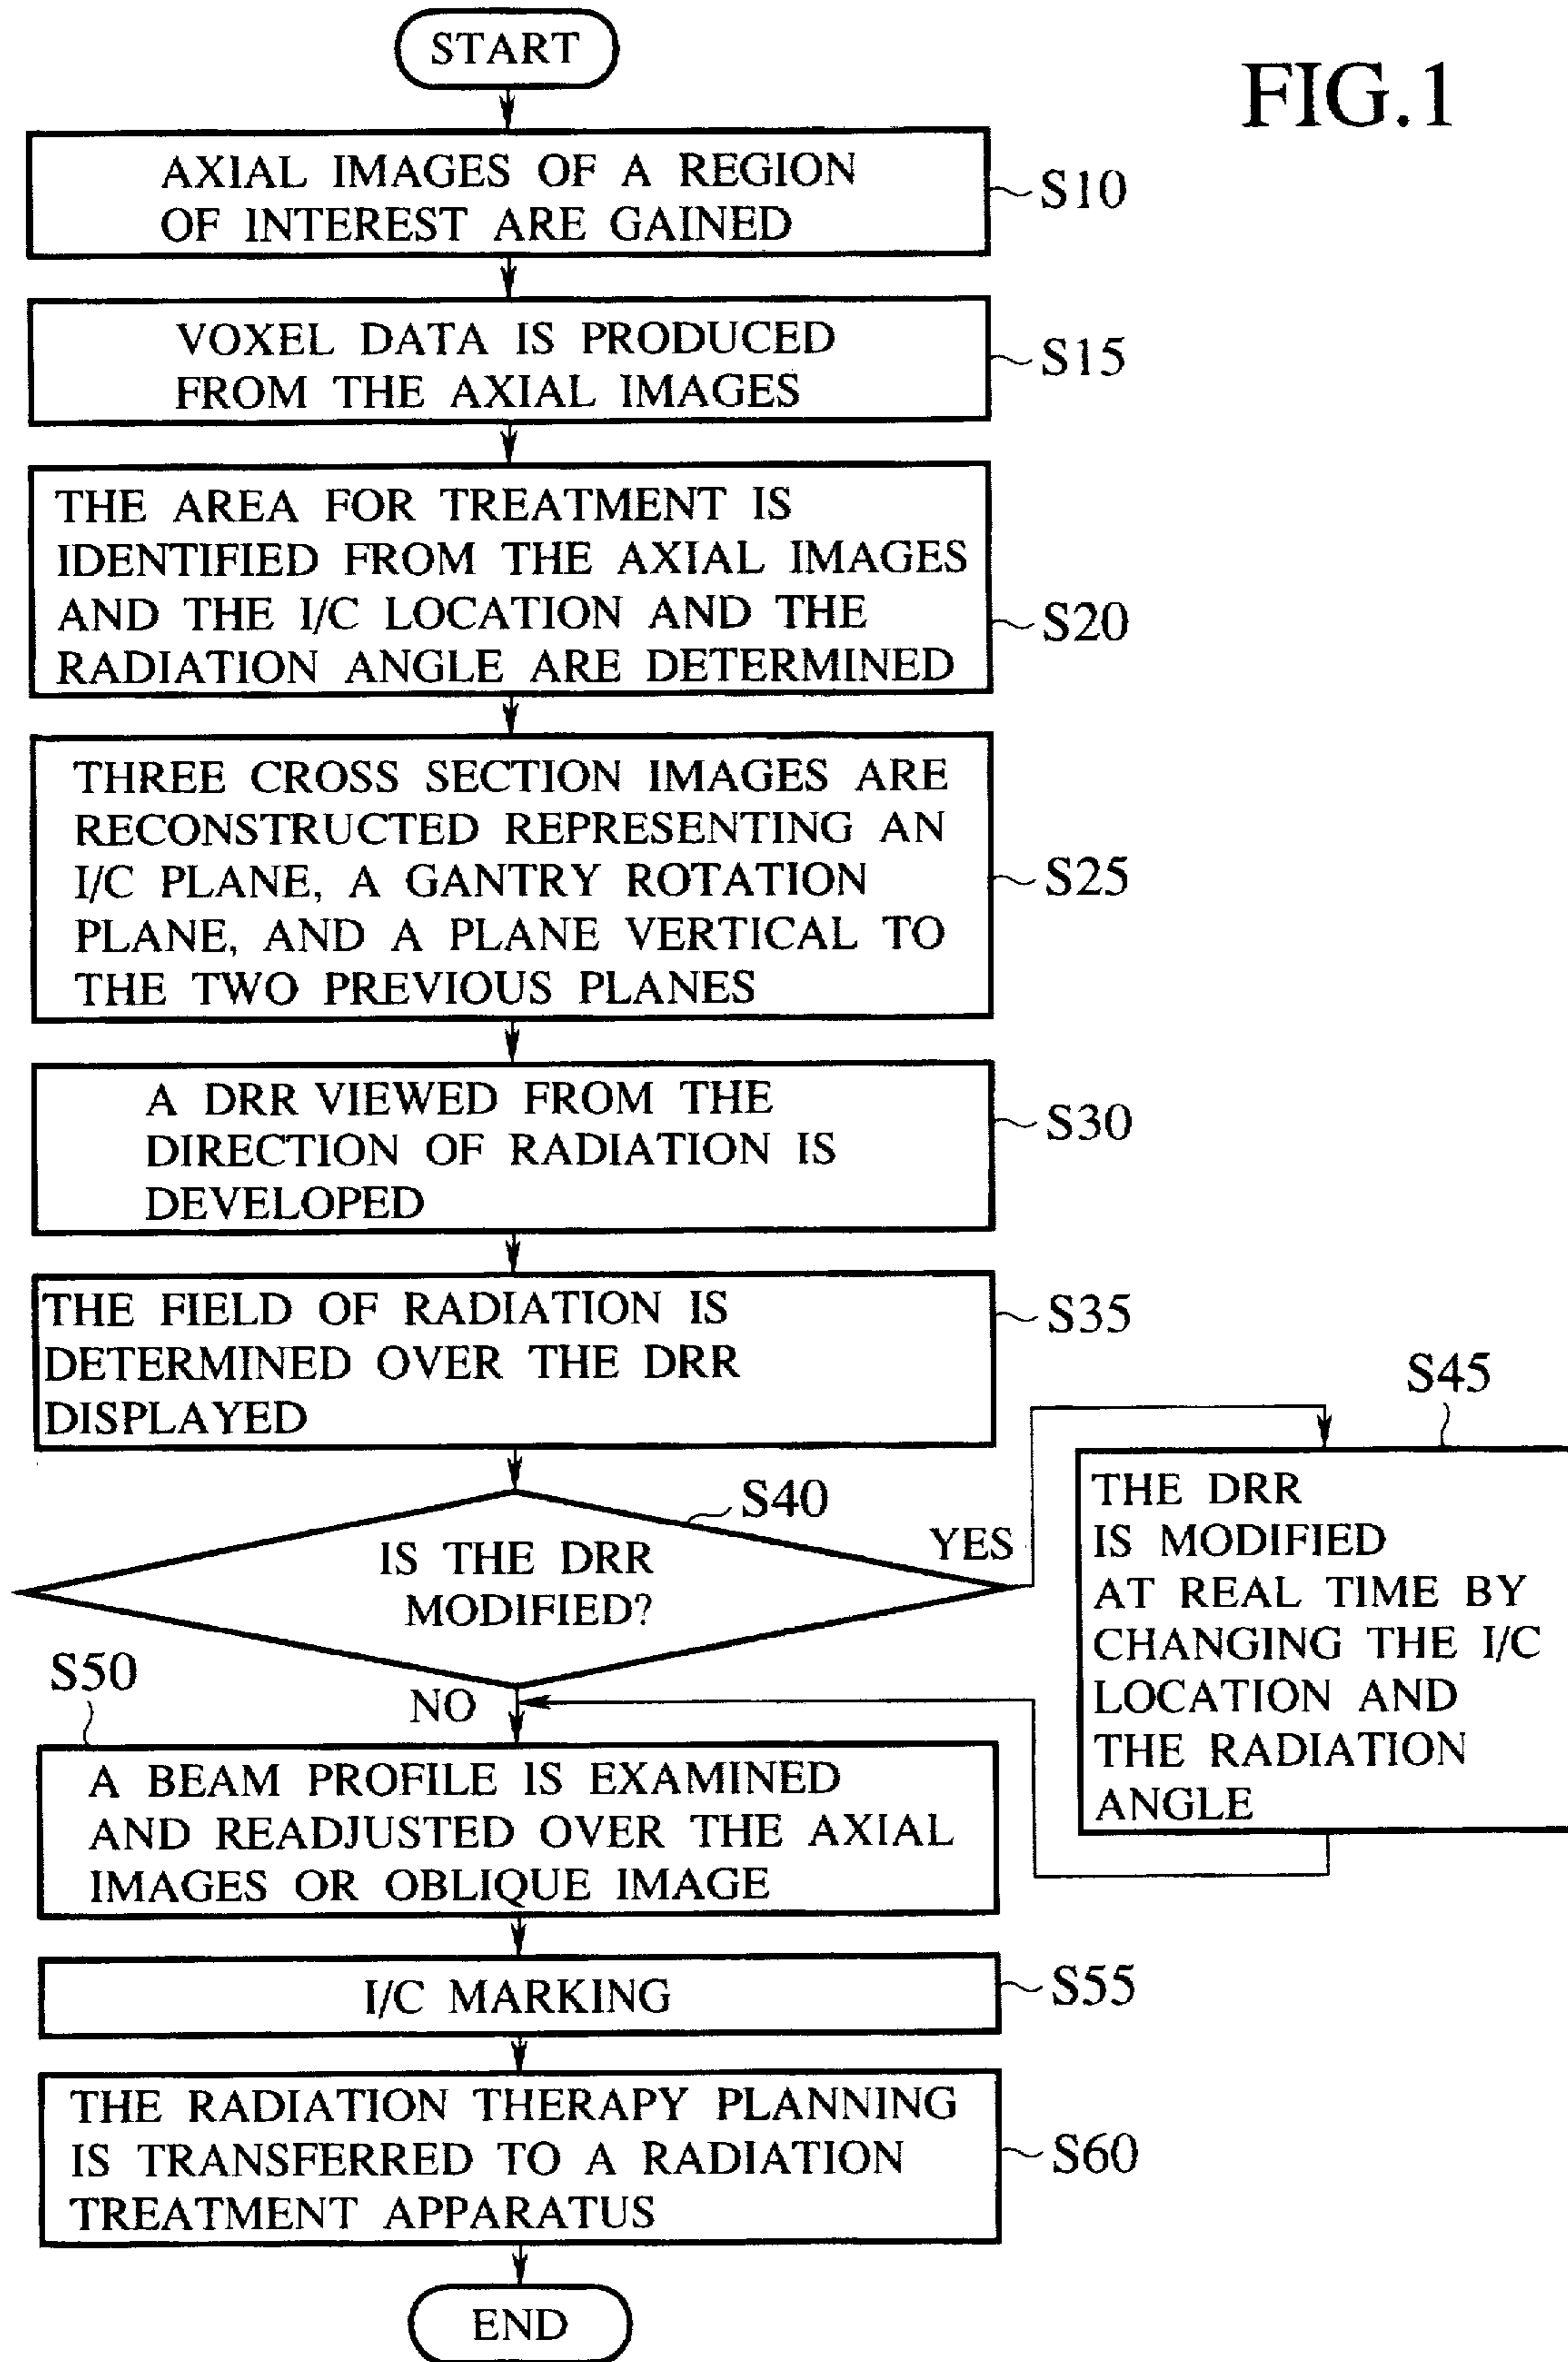 FIG.1
START
AXIAL IMAGES OF A REGION
OF INTEREST ARE GAINED
S10
VOXEL DATA IS PRODUCED
FROM THE AXIAL IMAGES
S15
THE AREA FOR TREATMENT IS
IDENTIFIED FROM THE AXIAL IMAGES
AND THE I/C LOCATION AND THE
RADIATION ANGLE ARE DETERMINED
S20
THREE CROSS SECTION IMAGES ARE
RECONSTRUCTED REPRESENTING AN
I/C PLANE, A GANTRY ROTATION
PLANE, AND A PLANE VERTICAL TO
THE TWO PREVIOUS PLANES
S25
A DRR VIEWED FROM THE
DIRECTION OF RADIATION IS
DEVELOPED
S30
THE FIELD OF RADIATION IS
DETERMINED OVER THE DRR
DISPLAYED
S35
S40
IS THE DRR
MODIFIED?
YES
S45
THE DRR
IS MODIFIED
AT REAL TIME BY
CHANGING THE I/C
LOCATION AND
THE RADIATION
ANGLE
NO
S50
A BEAM PROFILE IS EXAMINED
AND READJUSTED OVER THE AXIAL
IMAGES OR OBLIQUE IMAGE
I/C MARKING
S55
THE RADIATION THERAPY PLANNING
IS TRANSFERRED TO A RADIATION
TREATMENT APPARATUS
S60
END